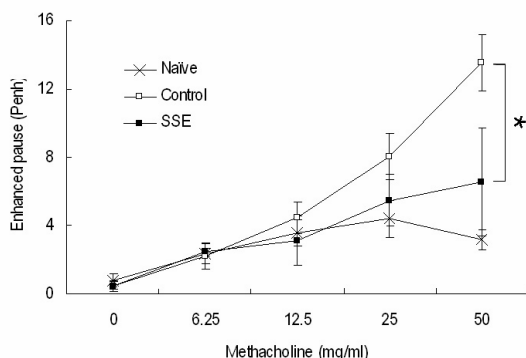 16
12
8
4
0
Enhanced pause (Penh)
Naïve
Control
SSE
*
0 6.25 12.5 25 50
Methacholine (mg/ml)